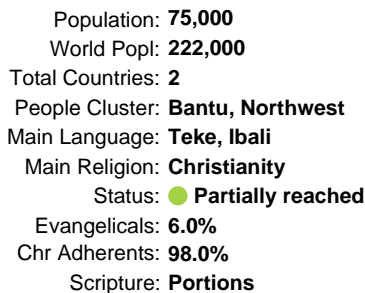 Population: 75,000
World Popl: 222,000
Total Countries: 2
People Cluster: Bantu, Northwest
Main Language: Teke, Ibali
Main Religion: Christianity
Status: Partially reached
Evangelicals: 6.0%
Chr Adherents: 98.0%
Scripture: Portions